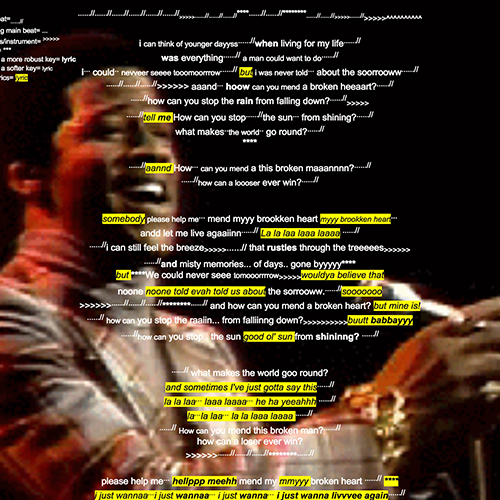 eat=....//
g main beat= ...
s/instrument= >>>>>
= ***
a more robust key= lyric
a softer key= lyric
rics= lyric
i can think of younger dayyss······//when living for my life······//
was everything······// a man could want to do······//
i··· could··· nevveer seeee tooomoorrrow······// but i was never told··· about the soorrooww······//
······//······//······//>>>>>> aaand··· hoow can you mend a broken heeeart?······//
······//how can you stop the rain from falling down?······//>>>>>
······//tell me How can you stop······//the sun··· from shining?······//
what makes··the world·· go round?······//
****
······//aannd How··· can you mend a this broken maaannnn?······//
······//how can a loooser ever win?······//
somebody please help me··· mend myyy brookken heart myyy brookken heart···
andd let me live agaiiinn······// La la laa laaa laaaa ······//
······//i can still feel the breeze>>>>>......// that rustles through the treeeees>>>>>>
······//and misty memories... of days.. gone byyyyy****
but ****We could never seee tomooorrrow>>>>>wouldya believe that
noone noone told evah told us about the sorrooww.······//sooooooo
>>>>>>······//······//······//********······// and how can you mend a broken heart? but mine is!
······// how can you stop the raaiin... from falliinng down?>>>>>>>>>>buutt babbayyy
······//how can you stop·· the sun good ol' sun from shininng? ······//
······// what makes the world goo round?
and sometimes I've just gotta say this······//
la la laa··· laaa laaaa··· he ha yeeahhh ······//
la··· la laa··· la la laaa laaaa ······//
······// How can you mend this broken man?······//
how can a loser ever win?
>>>>>>······//······//······//********······//
please help me··· helippp meehh mend my mmyyy broken heart ······// ****
i just wannaa···i just wannaa··· i just wanna··· i just wanna livvvee again······//